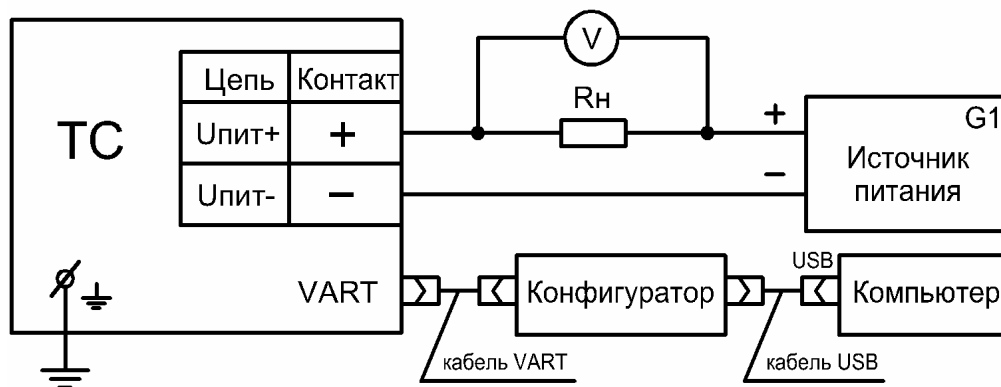 ТС
Цепь Контакт
Uпит+ +
Uпит- −
V
Rн
+
−
G1
Источник
питания
VART
Конфигуратор
USB
Компьютер
кабель VART
кабель USB